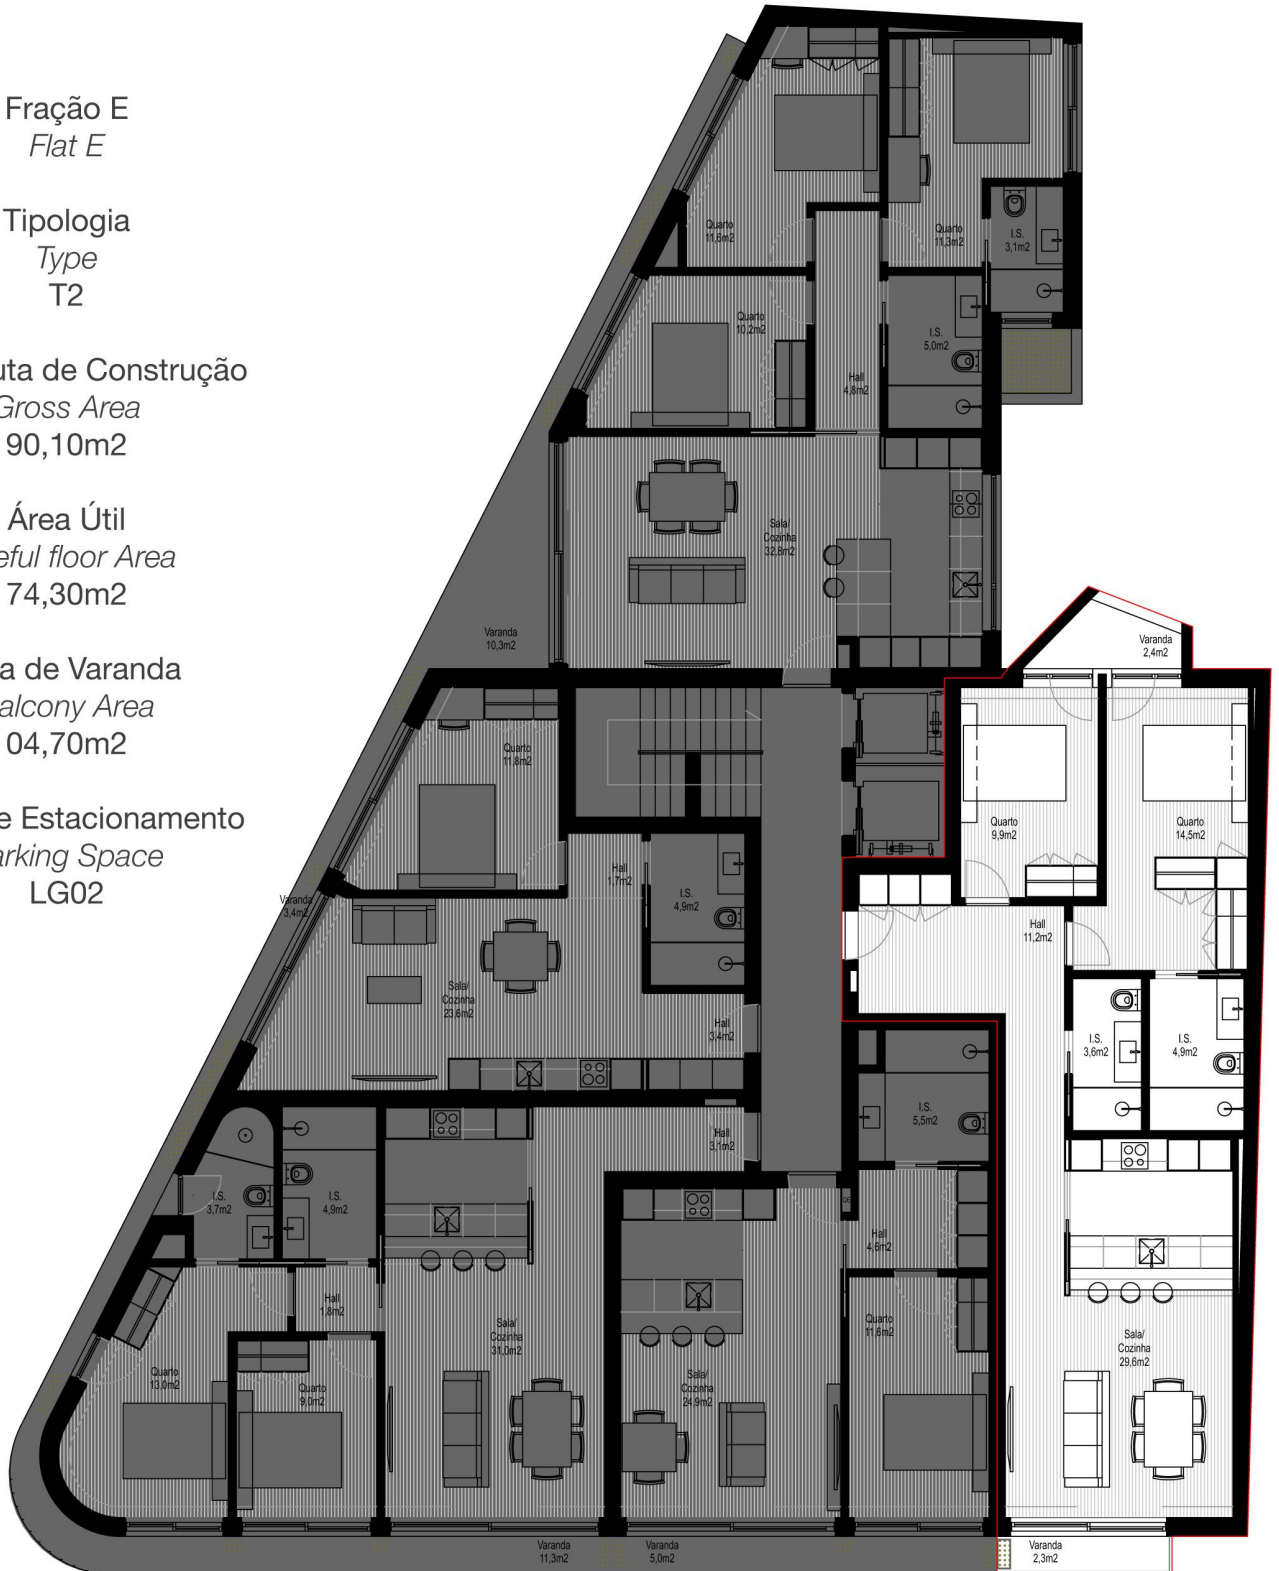 Fração E
Flat E
Tipologia
Type
T2
uta de Construção
Gross Area
90,10m2
Área Útil
eful floor Area
74,30m2
a de Varanda
alcony Area
04,70m2
e Estacionamento
arking Space
LG02
Quarto
11,6m2
Quarto
11,3m2
I.S.
3,1m2
Quarto
10,2m2
I.S.
5,0m2
Hall
4,8m2
Sala/
Cozinha
32,8m2
Varanda
10,3m2
Varanda
2,4m2
Quarto
11,8m2
Quarto
9,9m2
Quarto
14,5m2
Hall
1,7m2
I.S.
4,9m2
Varanda
3,4m2
Hall
11,2m2
Sala/
Cozinha
23,6m2
Hall
3,4m2
I.S.
3,6m2
I.S.
4,9m2
I.S.
5,5m2
Hall
3,1m2
I.S.
3,7m2
I.S.
4,9m2
QE
Hall
4,6m2
Hall
1,8m2
Sala/
Cozinha
31,0m2
Quarto
11,6m2
Sala/
Cozinha
29,6m2
Quarto
13,0m2
Quarto
9,0m2
Sala/
Cozinha
24,9m2
Varanda
11,3m2
Varanda
5,0m2
Varanda
2,3m2